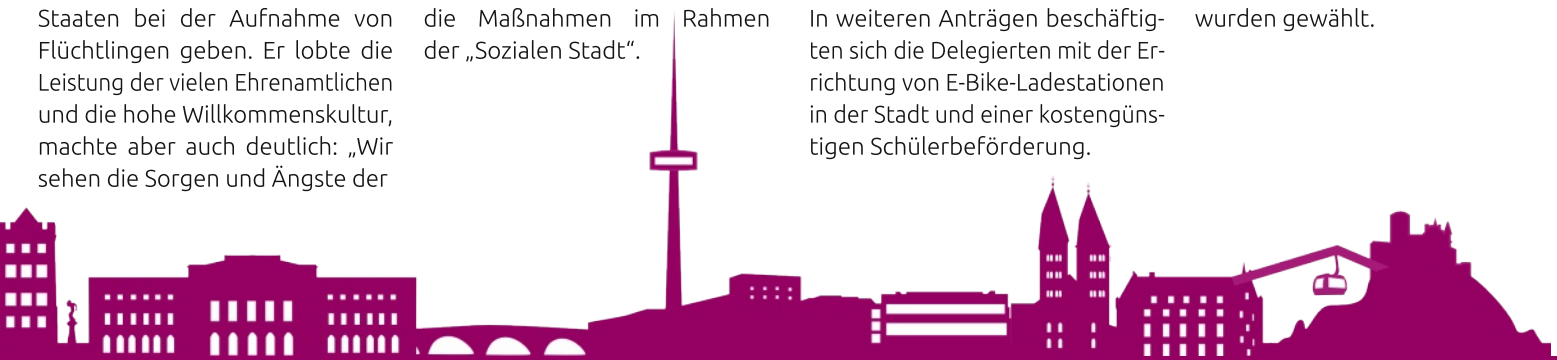 Staaten bei der Aufnahme von
Flüchtlingen geben. Er lobte die
Leistung der vielen Ehrenamtlichen
und die hohe Willkommenskultur,
machte aber auch deutlich: „Wir
sehen die Sorgen und Ängste der
die Maßnahmen im Rahmen
der „Sozialen Stadt“.
In weiteren Anträgen beschäftig-
ten sich die Delegierten mit der Er-
richtung von E-Bike-Ladestationen
in der Stadt und einer kostengüns-
tigen Schülerbeförderung.
wurden gewählt.